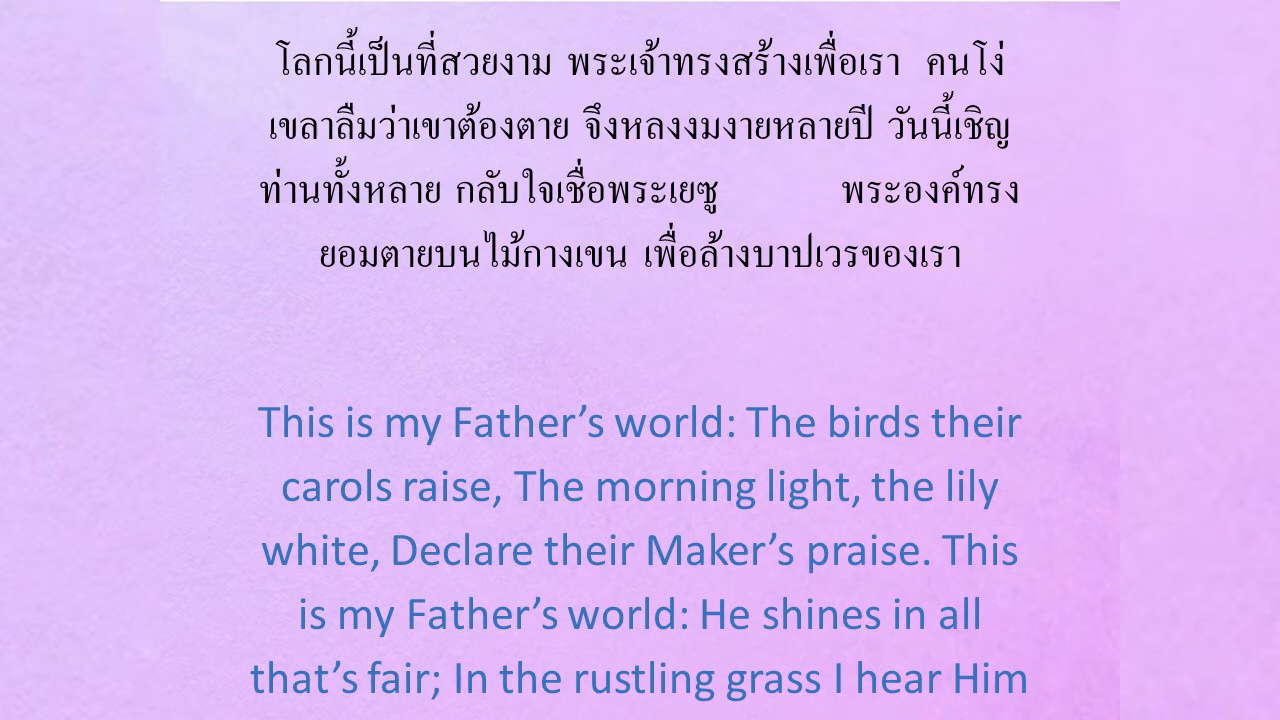 โลกนี้เป็นที่สวยงาม พระเจ้าทรงสร้างเพื่อเรา คนโง่
เขลาลืมว่าเขาต้องตาย จึงหลงงมงายหลายปี วันนี้เชิญ
ท่านทั้งหลาย กลับใจเชื่อพระเยซู พระองค์ทรง
ยอมตายบนไม้กางเขน เพื่อล้างบาปเวรของเรา
This is my Father’s world: The birds their
carols raise, The morning light, the lily
white, Declare their Maker’s praise. This
is my Father’s world: He shines in all
that’s fair; In the rustling grass I hear Him